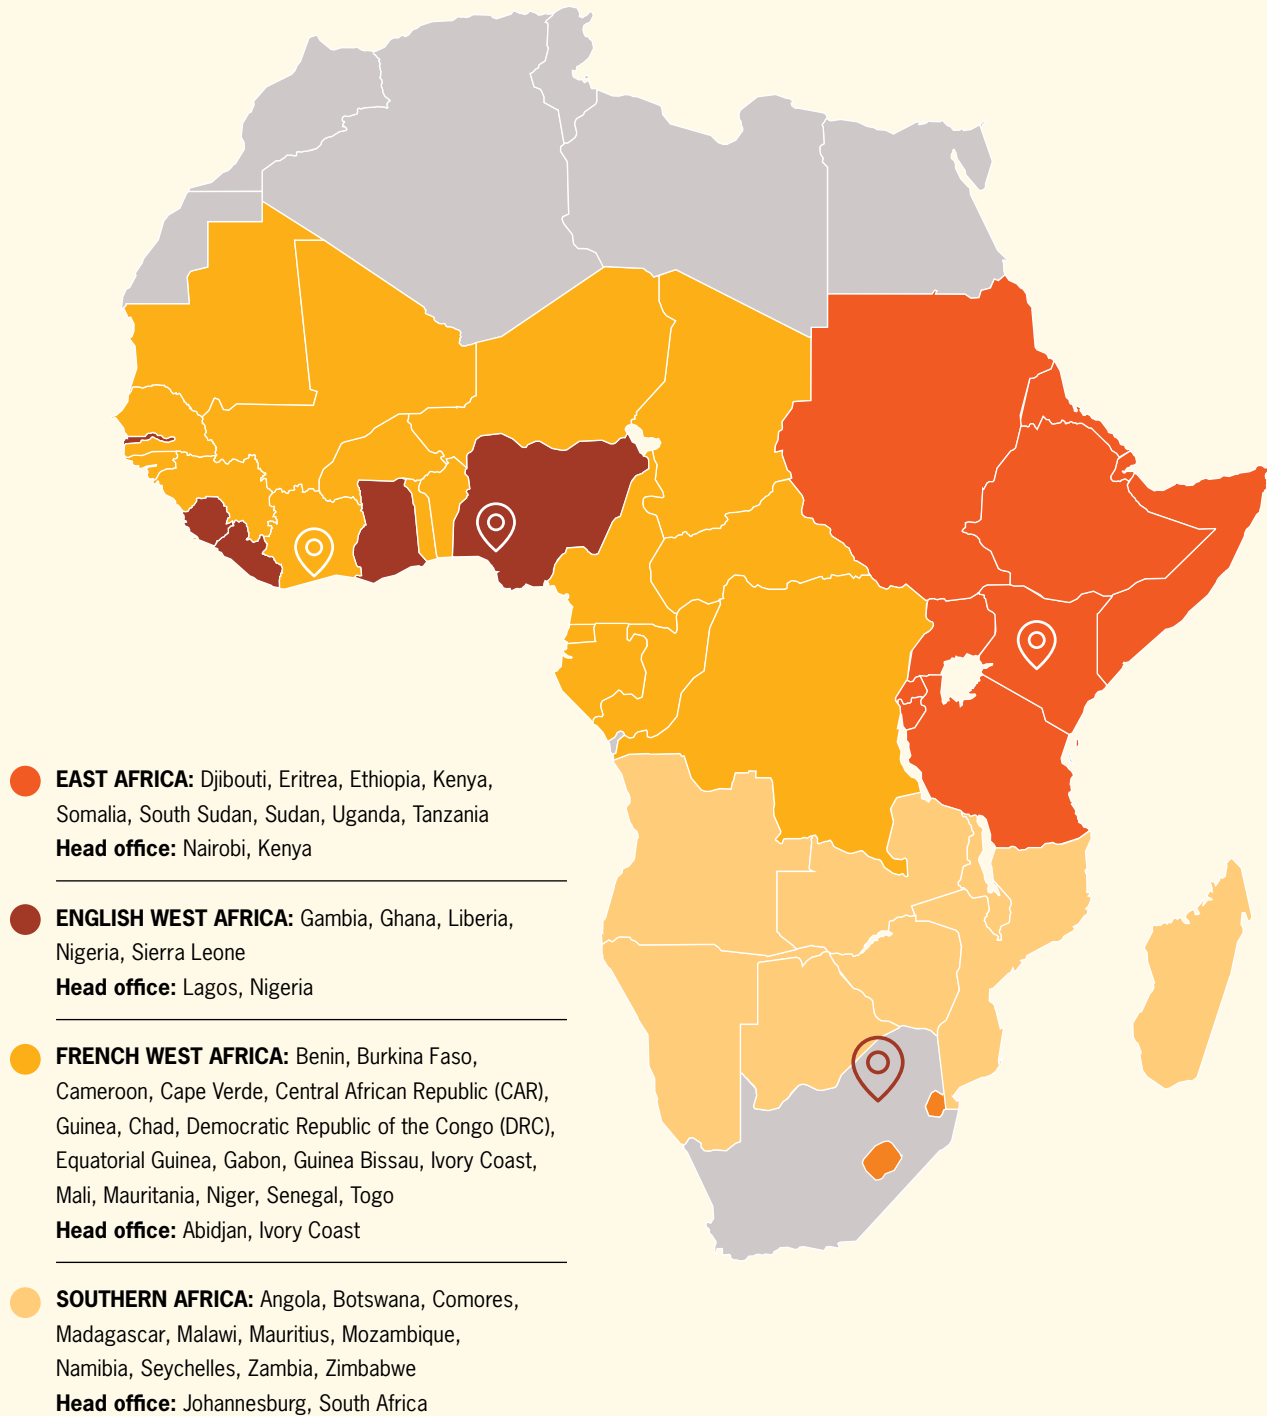 EAST AFRICA: Djibouti, Eritrea, Ethiopia, Kenya,
Somalia, South Sudan, Sudan, Uganda, Tanzania
Head office: Nairobi, Kenya
ENGLISH WEST AFRICA: Gambia, Ghana, Liberia,
Nigeria, Sierra Leone
Head office: Lagos, Nigeria
FRENCH WEST AFRICA: Benin, Burkina Faso,
Cameroon, Cape Verde, Central African Republic (CAR),
Guinea, Chad, Democratic Republic of the Congo (DRC),
Equatorial Guinea, Gabon, Guinea Bissau, Ivory Coast,
Mali, Mauritania, Niger, Senegal, Togo
Head office: Abidjan, Ivory Coast
SOUTHERN AFRICA: Angola, Botswana, Comores,
Madagascar, Malawi, Mauritius, Mozambique,
Namibia, Seychelles, Zambia, Zimbabwe
Head office: Johannesburg, South Africa